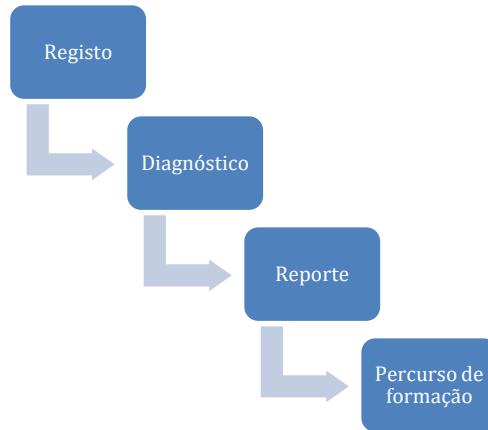 Registo
Diagnóstico
Reporte
Percurso de
formação